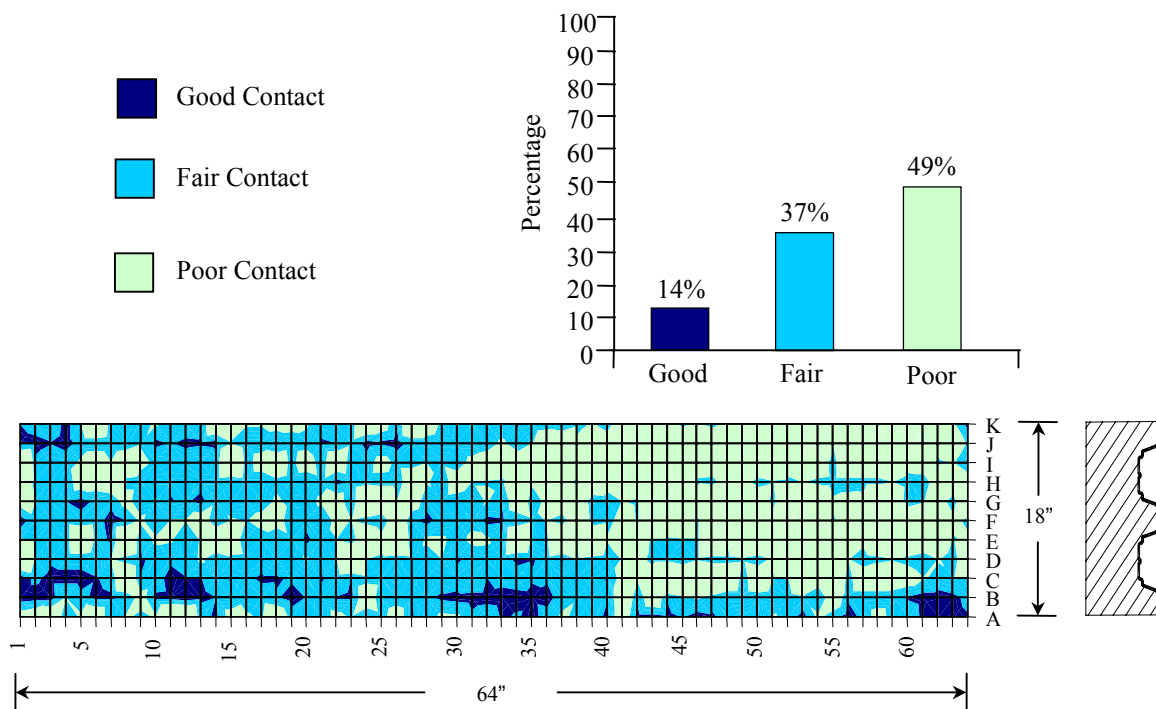 Good Contact
Fair Contact
Poor Contact
Percentage
100
90
80
70
60
50
40
30
20
10
0
14%
37%
49%
Good Fair Poor
K
J
I
H
G
F
E
D
C
B
A
18”
1 5 10 15 20 25 30 35 40 45 50 55 60
64”